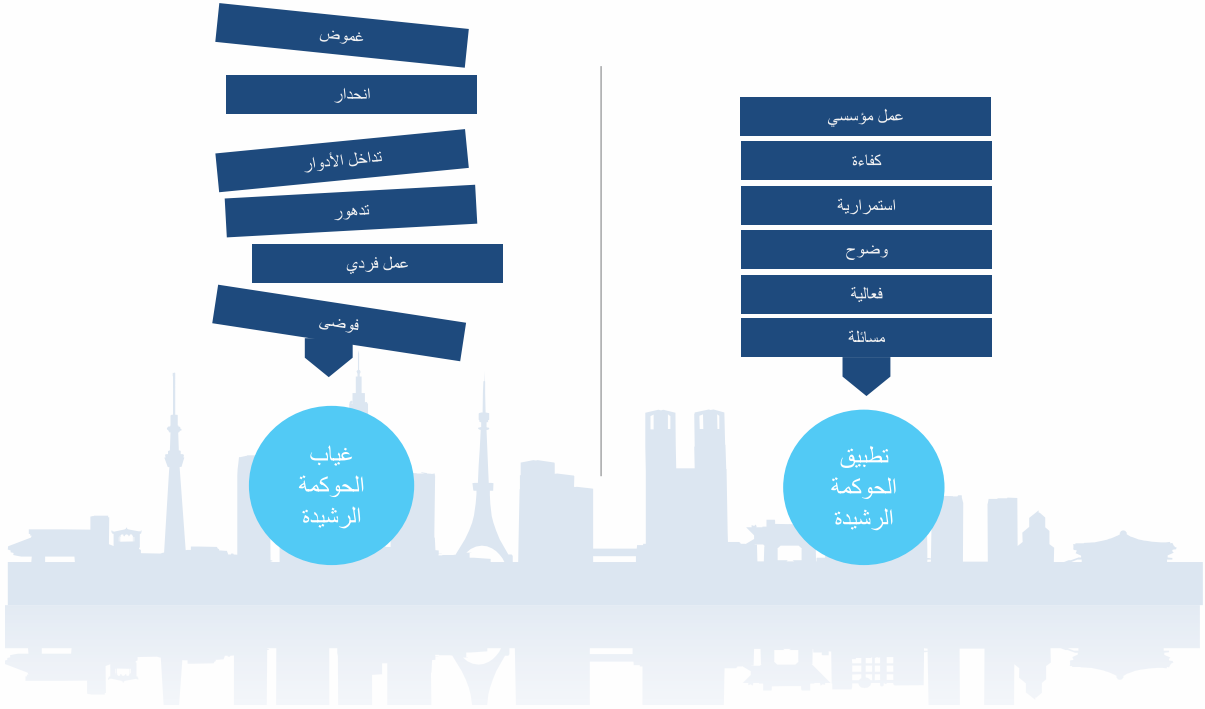 عمل مؤسسي
كفاءة
استمرارية
وضوح
فعالية
مسائلة
تطبيق
الحوكمة
الرشيدة
غموض
انحدار
تداخل الأدوار
تدهور
عمل فردي
فوضى
غياب
الحوكمة
الرشيدة